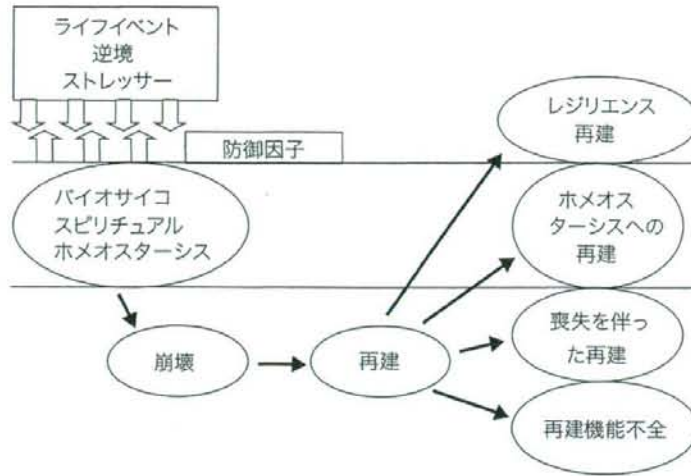 ライフイベント
逆境
ストレッサー
防御因子
バイオサイコ
スピリチュアル
ホメオスターシス
崩壊
再建
レジリエンス
再建
ホメオス
ターシスへの
再建
喪失を伴っ
た再建
再建機能不全